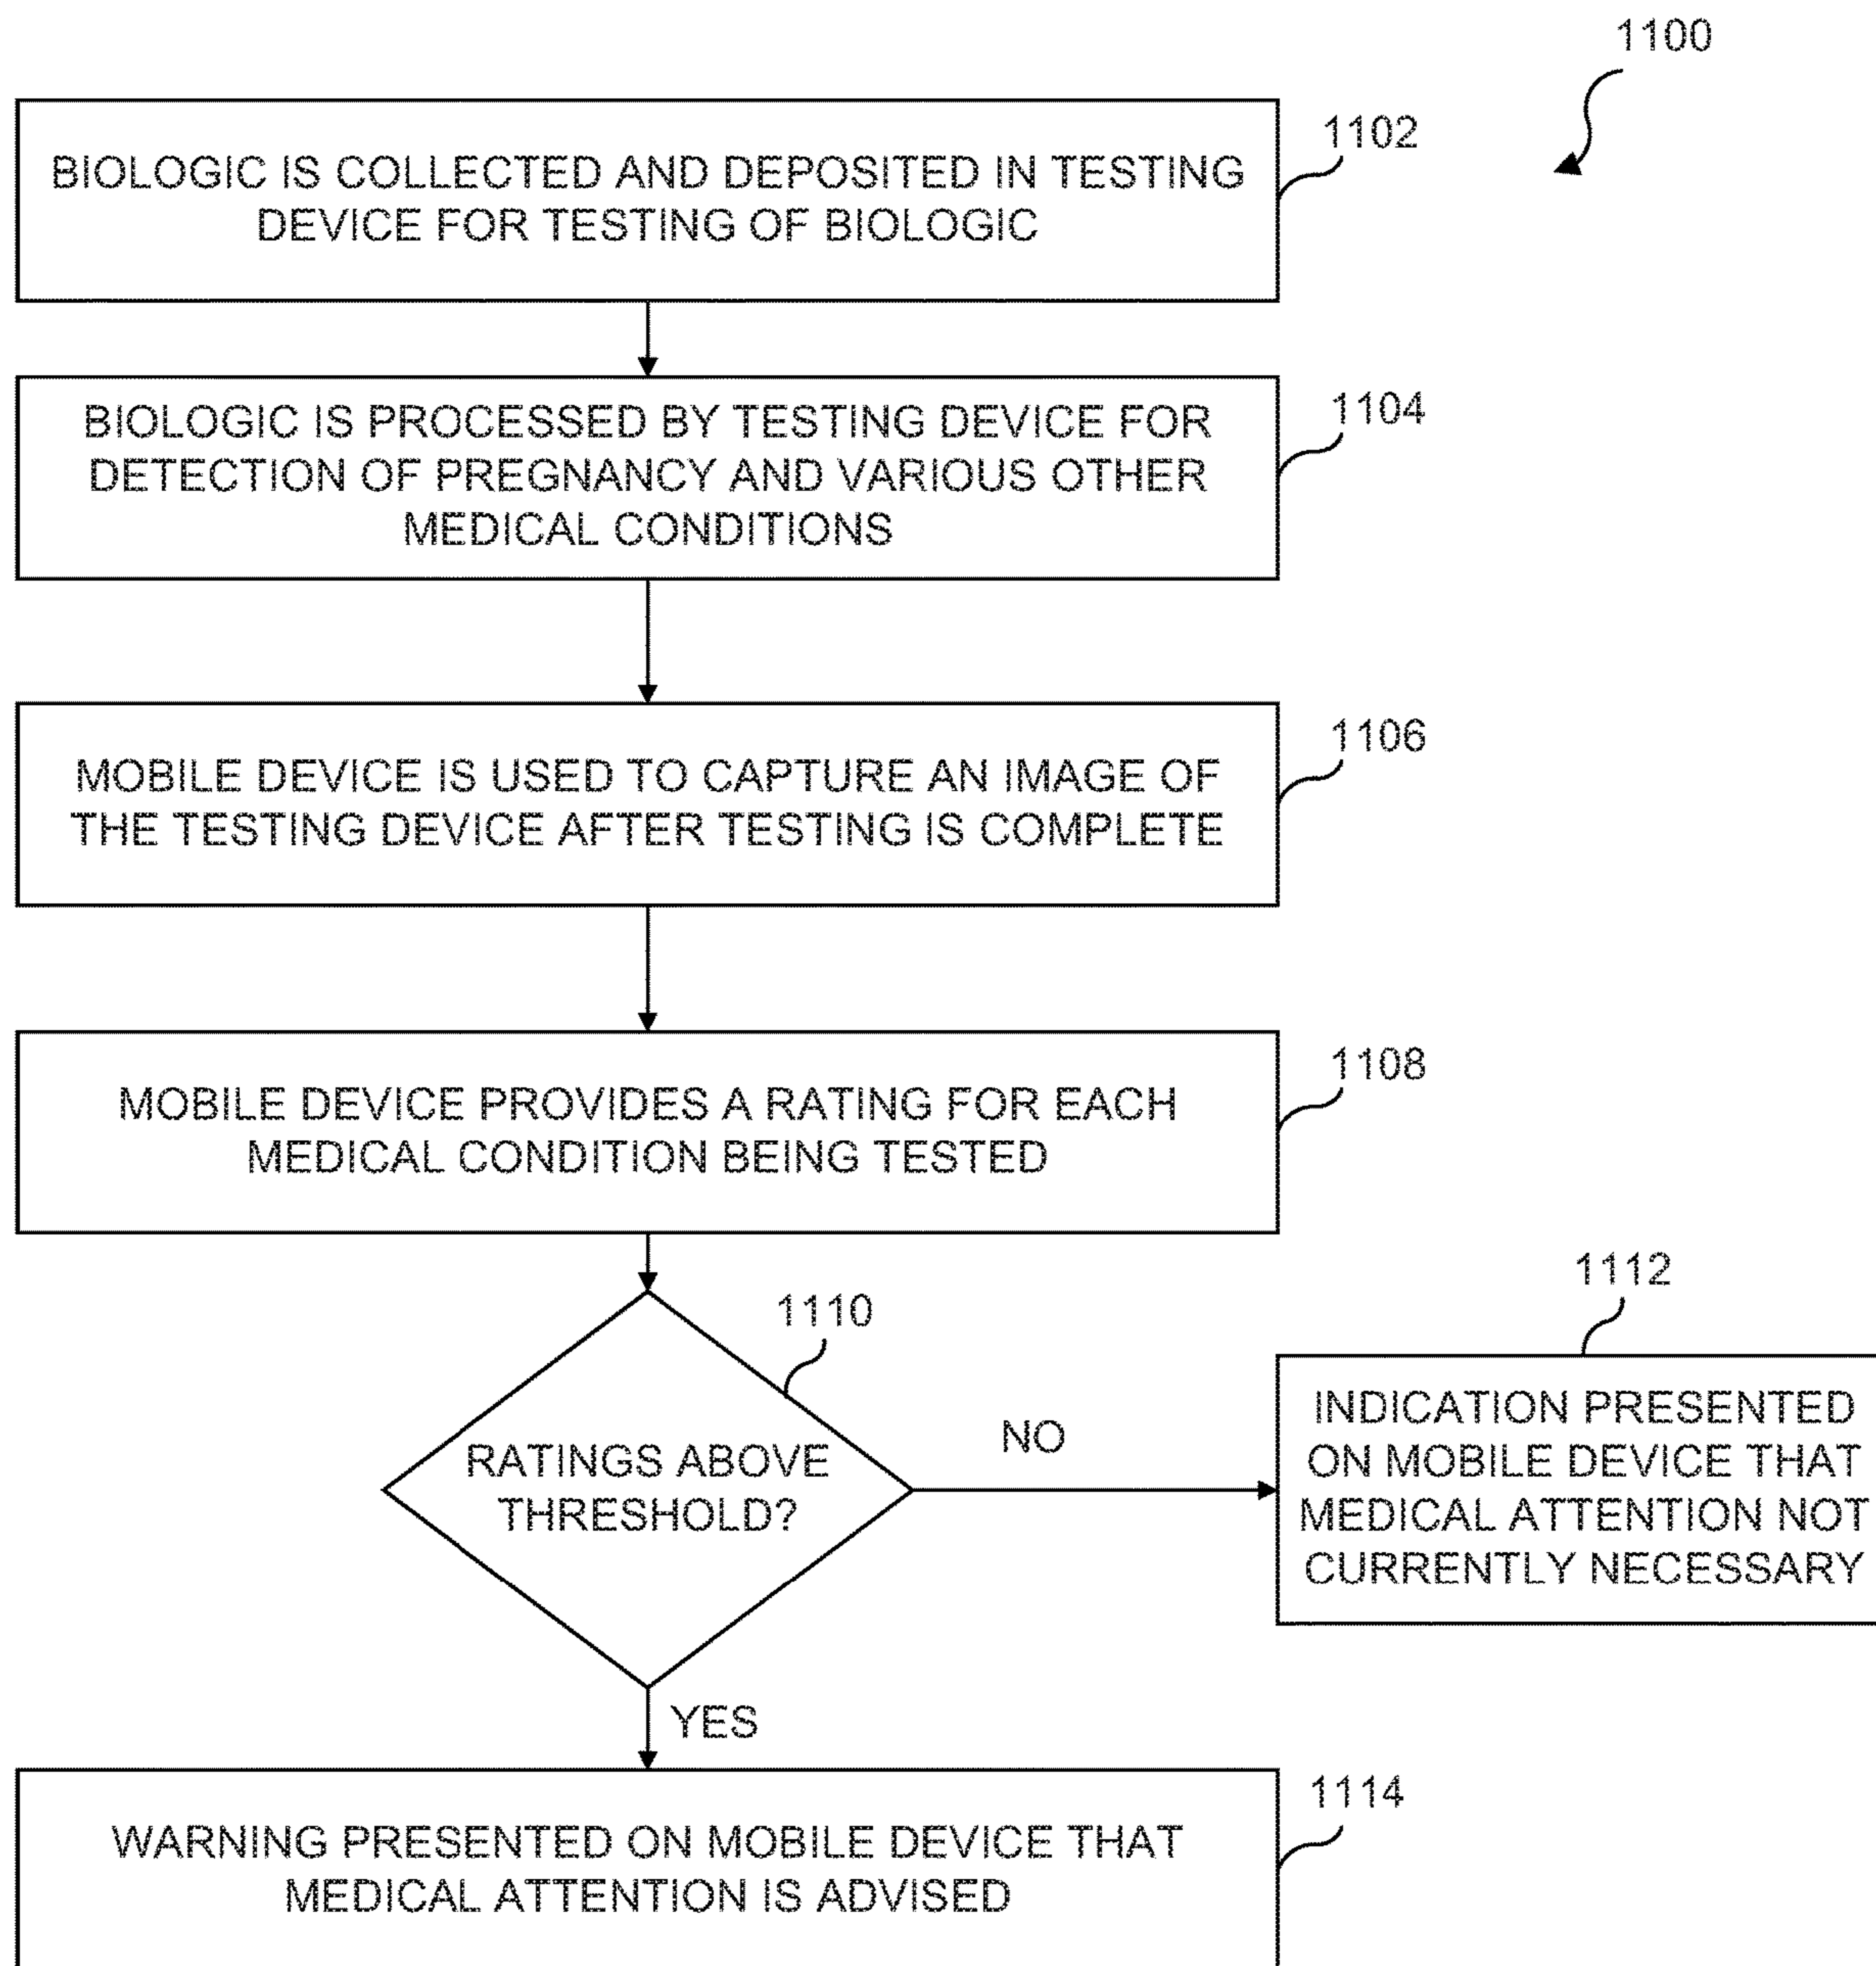 1100
1102
BIOLOGIC IS COLLECTED AND DEPOSITED IN TESTING
DEVICE FOR TESTING OF BIOLOGIC
1104
BIOLOGIC IS PROCESSED BY TESTING DEVICE FOR
DETECTION OF PREGNANCY AND VARIOUS OTHER
MEDICAL CONDITIONS
1106
MOBILE DEVICE IS USED TO CAPTURE AN IMAGE OF
THE TESTING DEVICE AFTER TESTING IS COMPLETE
1108
MOBILE DEVICE PROVIDES A RATING FOR EACH
MEDICAL CONDITION BEING TESTED
1110
RATINGS ABOVE
THRESHOLD?
NO
1112
INDICATION PRESENTED
ON MOBILE DEVICE THAT
MEDICAL ATTENTION NOT
CURRENTLY NECESSARY
YES
1114
WARNING PRESENTED ON MOBILE DEVICE THAT
MEDICAL ATTENTION IS ADVISED